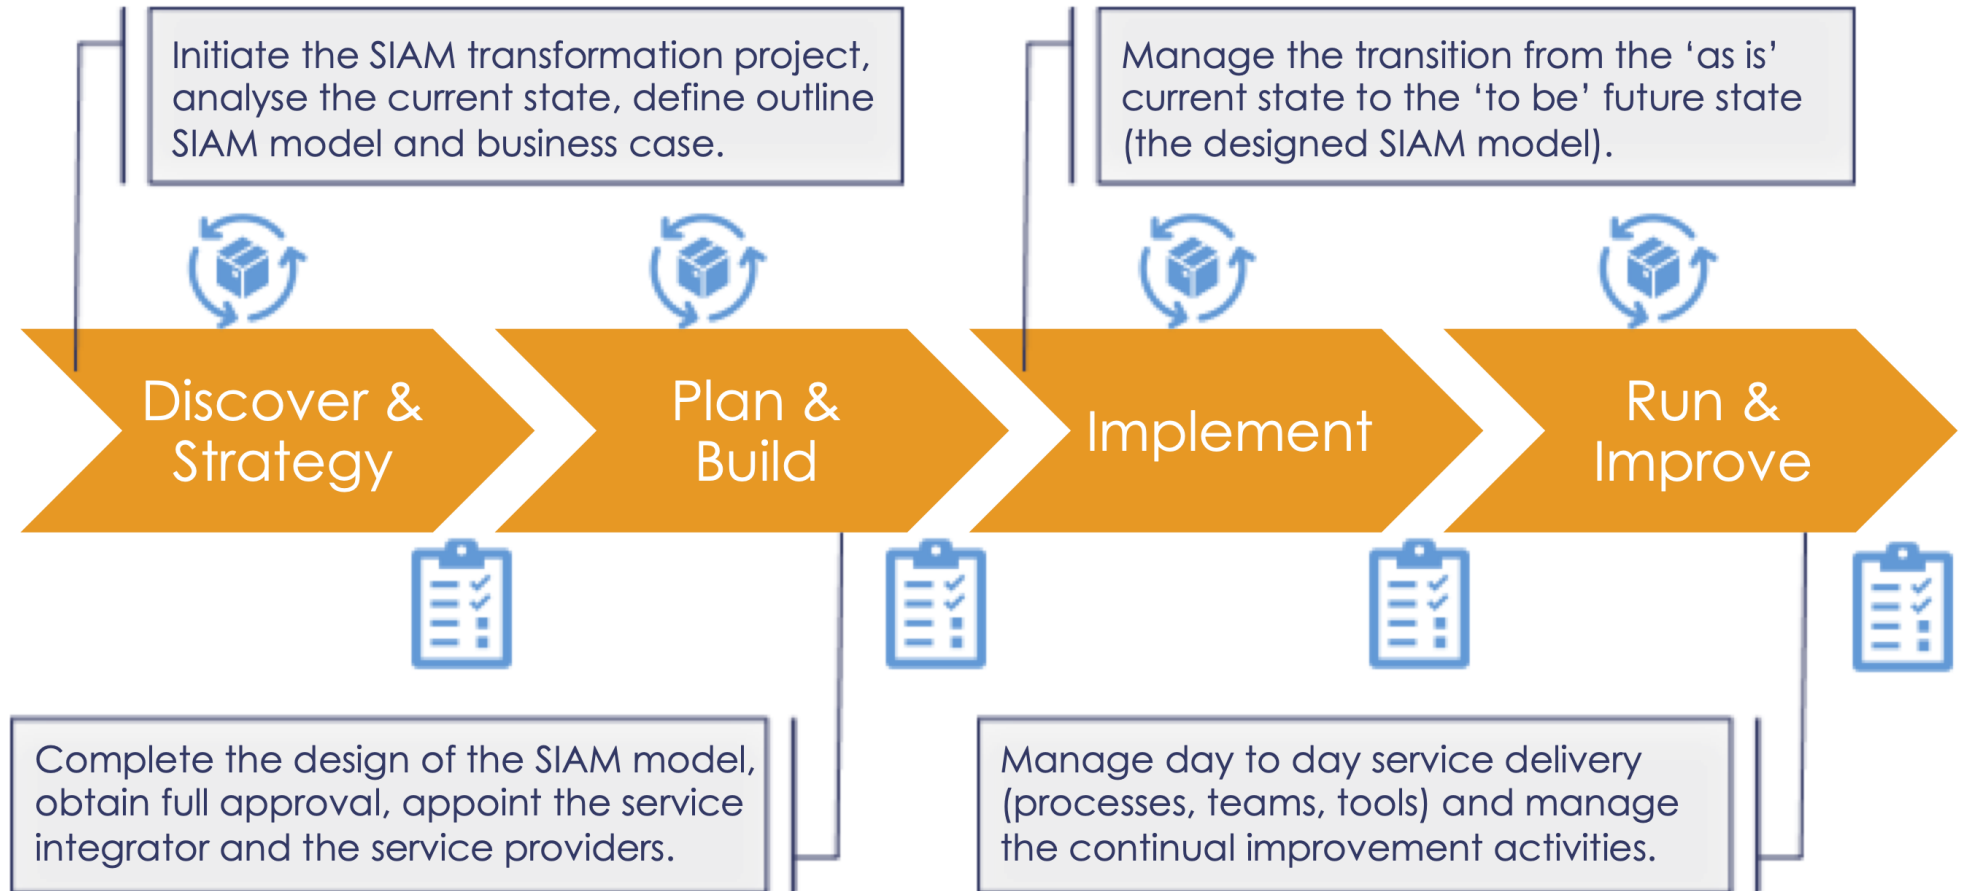 Initiate the SIAM transformation project,
analyse the current state, define outline
SIAM model and business case.
Manage the transition from the ‘as is’
current state to the ‘to be’ future state
(the designed SIAM model).
Discover &
Strategy
Plan &
Build
Implement
Run &
Improve
Complete the design of the SIAM model,
obtain full approval, appoint the service
integrator and the service providers.
Manage day to day service delivery
(processes, teams, tools) and manage
the continual improvement activities.